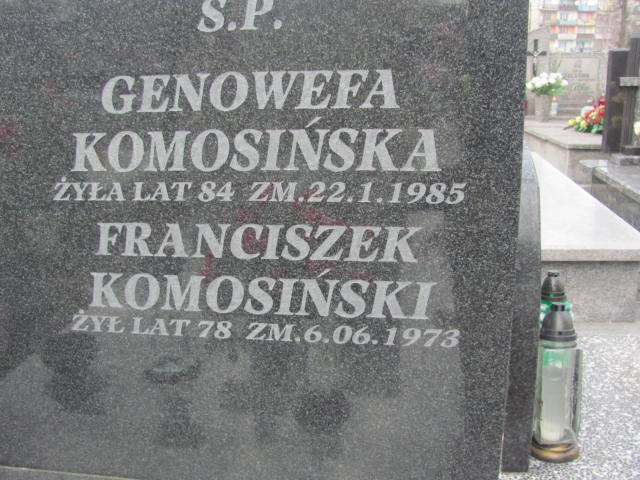 Ś.P.
GENOWEFA
KOMOSIŃSKA
ŻYŁA LAT 84 ZM.22.1.1985
FRANCISZEK
KOMOSIŃSKI
ŻYŁ LAT 78 ZM.6.06.1973